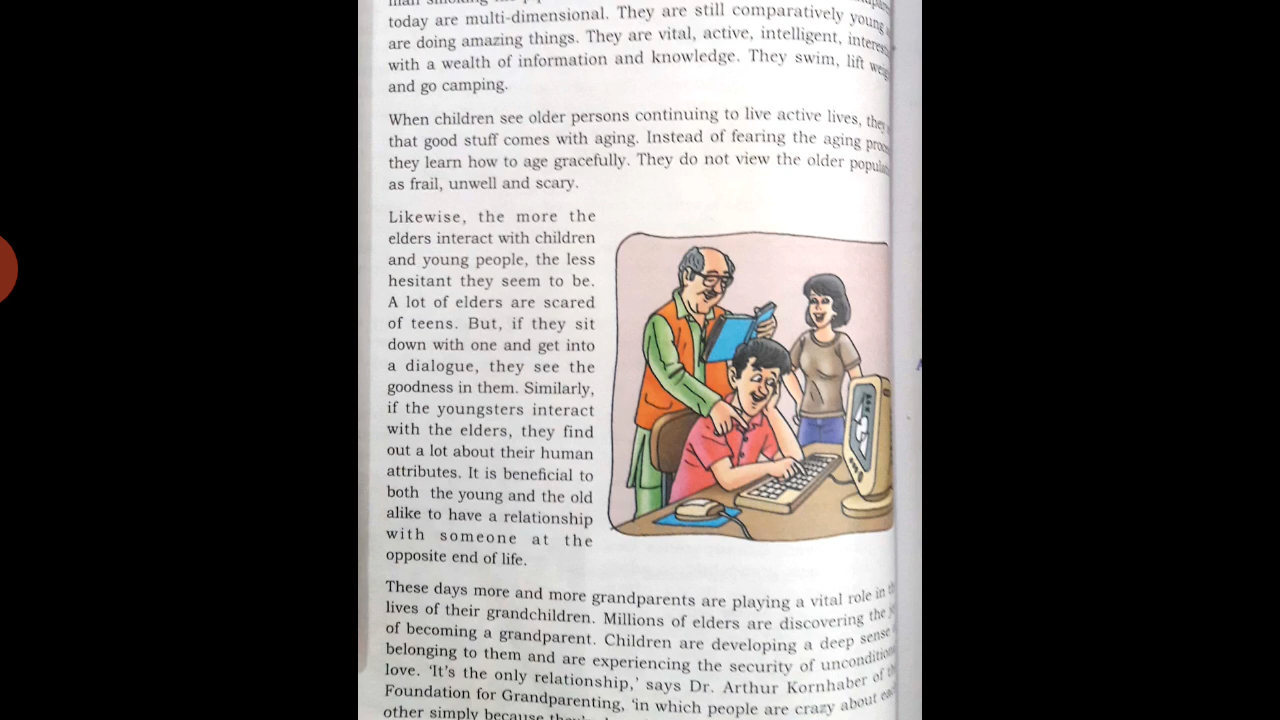 today are multi-dimensional. They are still comparatively young
are doing amazing things. They are vital, active, intelligent,
with a wealth of information and knowledge. They swim, lift
and go camping.
When children see older persons continuing to live active lives, they
that good stuff comes with aging. Instead of fearing the aging
they learn how to age gracefully. They do not view the older
as frail, unwell and scary.
Likewise, the more the
elders interact with children
and young people, the less
hesitant they seem to be.
A lot of elders are scared
of teens. But, if they sit
down with one and get into
a dialogue, they see the
goodness in them. Similarly,
if the youngsters interact
with the elders, they find
out a lot about their human
attributes. It is beneficial to
both the young and the old
alike to have a relationship
with someone at the
opposite end of life.
These days more and more grandparents are playing a vital role in
lives of their grandchildren. Millions of elders are discovering the
of becoming a grandparent. Children are developing a deep sense
belonging to them and are experiencing the security of
love. ‘It's the only relationship,’ says Dr. Arthur Kornhaber of
Foundation for Grandparenting, ‘in which people are crazy about
other simply because